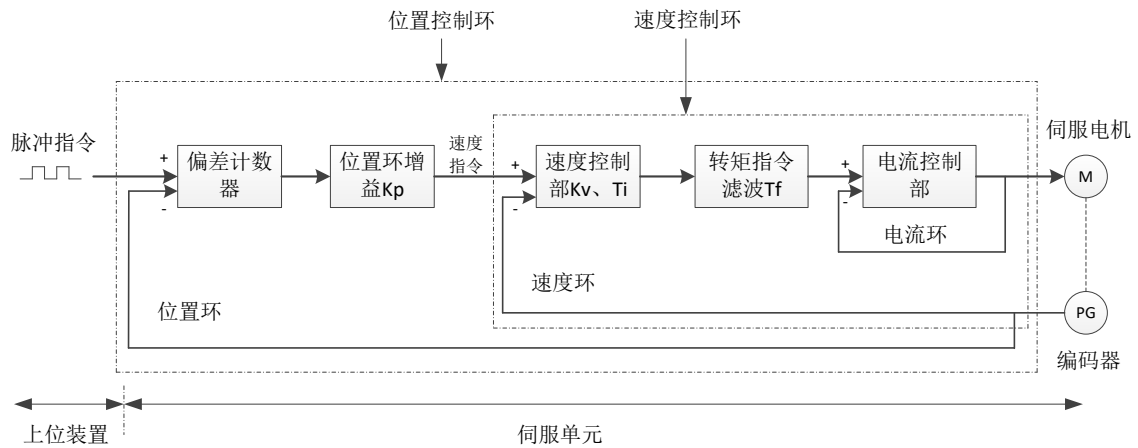 位置控制环
速度控制环
脉冲指令
+
-
偏差计数
器
位置环增
益Kp
速度
指令
+
-
速度控制
部Kv、Ti
转矩指令
滤波Tf
+
-
电流控制
部
伺服电机
M
电流环
速度环
位置环
PG
编码器
上位装置
伺服单元